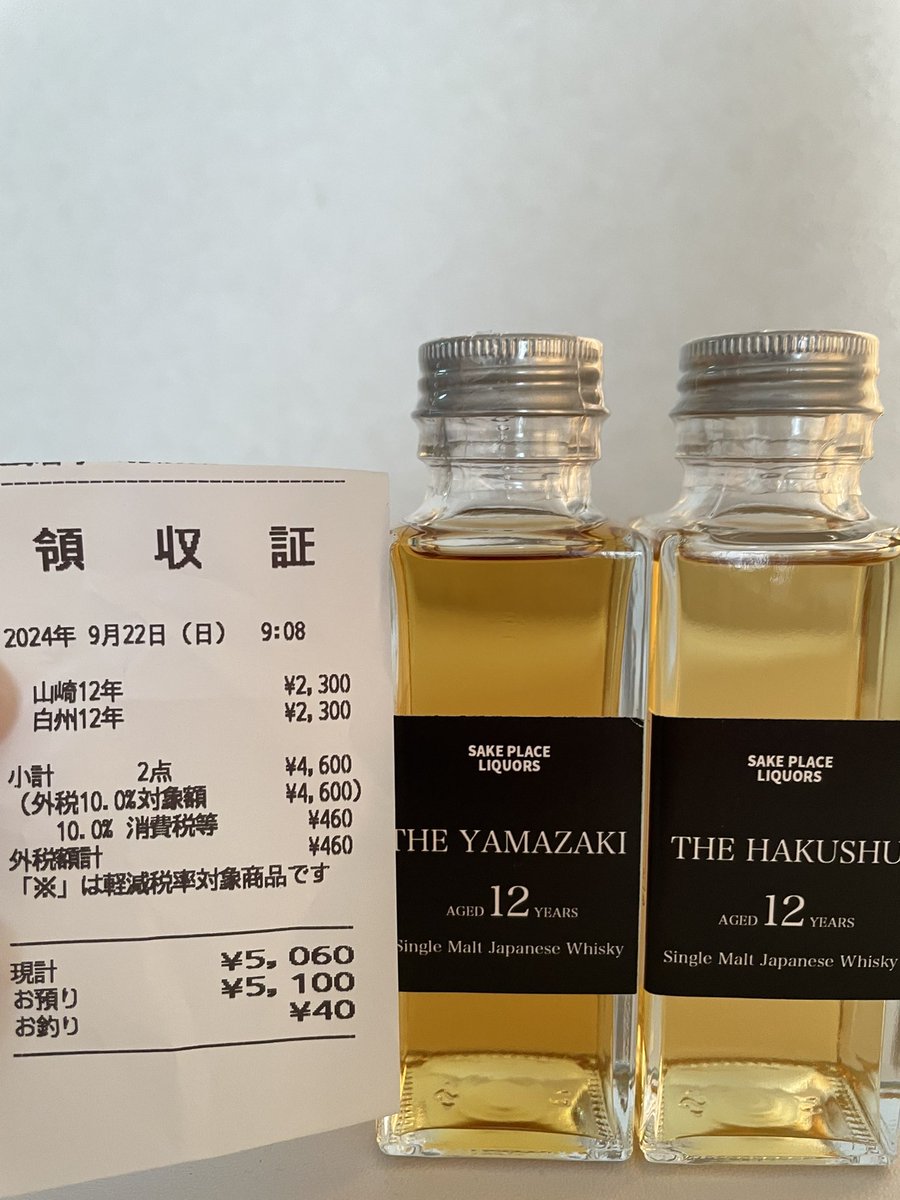 領収証
2024年 9月22日（日） 9:08
山崎12年 ¥2,300
白州12年 ¥2,300
小計 2点 ¥4,600
（外税10.0%対象額 ¥4,600）
10.0% 消費税等 ¥460
外税額計 ¥460
「※」は軽減税率対象商品です
現計 ¥5,060
お預り ¥5,100
お釣り ¥40
SAKE PLACE
LIQUORS
THE YAMAZAKI
AGED 12 YEARS
Single Malt Japanese Whisky
SAKE PLACE
LIQUORS
THE HAKUSHU
AGED 12 YEARS
Single Malt Japanese Whisky